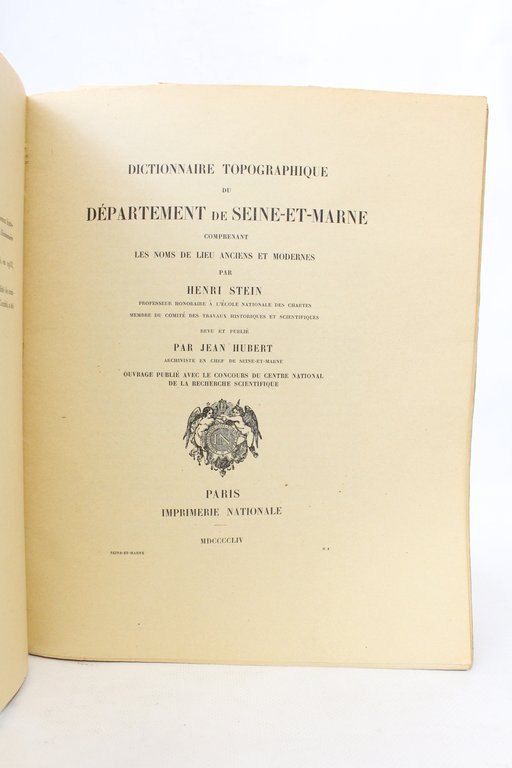 DICTIONNAIRE TOPOGRAPHIQUE
DU
DÉPARTEMENT DE SEINE-ET-MARNE
COMPRENANT
LES NOMS DE LIEU ANCIENS ET MODERNES
PAR
HENRI STEIN
PROFESSEUR HONORAIRE À L'ÉCOLE NATIONALE DES CHARTES
MEMBRE DU COMITÉ DES TRAVAUX HISTORIQUES ET SCIENTIFIQUES
REVU ET PUBLIÉ
PAR JEAN HUBERT
ARCHIVISTE EN CHEF DE SEINE-ET-MARNE
OUVRAGE PUBLIÉ AVEC LE CONCOURS DU CENTRE NATIONAL
DE LA RECHERCHE SCIENTIFIQUE
IN
PARIS
IMPRIMERIE NATIONALE
MDCCCCLIV
SEINE-ET-MARNE